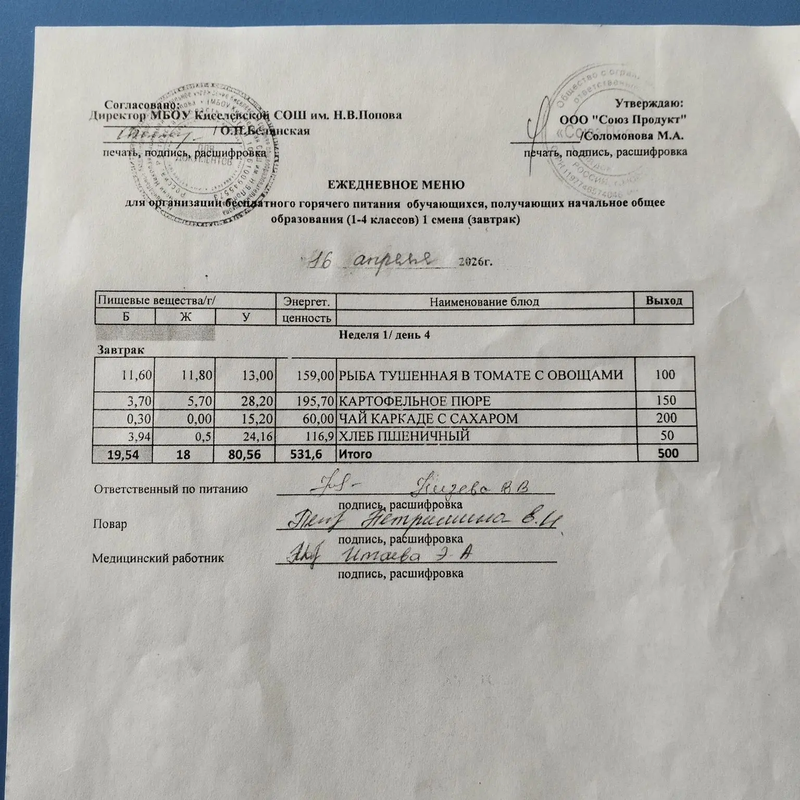 Согласовано:
Директор МБОУ Киселевской СОШ им. Н.В.Попова
/ О.П.Белинская
печать, подпись, расшифровка
Утверждаю:
ООО "Союз Продукт"
/Соломонова М.А.
печать, подпись, расшифровка
ЕЖЕДНЕВНОЕ МЕНЮ
для организации бесплатного горячего питания обучающихся, получающих начальное общее
образования (1-4 классов) 1 смена (завтрак)
16 апреля 2026г.
Пищевые вещества/г/ Энергет. Наименование блюд Выход
Б Ж У ценность
Неделя 1/ день 4
Завтрак
11,60 11,80 13,00 159,00 РЫБА ТУШЕННАЯ В ТОМАТЕ С ОВОЩАМИ 100
3,70 5,70 28,20 195,70 КАРТОФЕЛЬНОЕ ПЮРЕ 150
0,30 0,00 15,20 60,00 ЧАЙ КАРКАДЕ С САХАРОМ 200
3,94 0,5 24,16 116,9 ХЛЕБ ПШЕНИЧНЫЙ 50
19,54 18 80,56 531,6 Итого 500
Ответственный по питанию
подпись, расшифровка
Повар
подпись, расшифровка
Медицинский работник
подпись, расшифровка